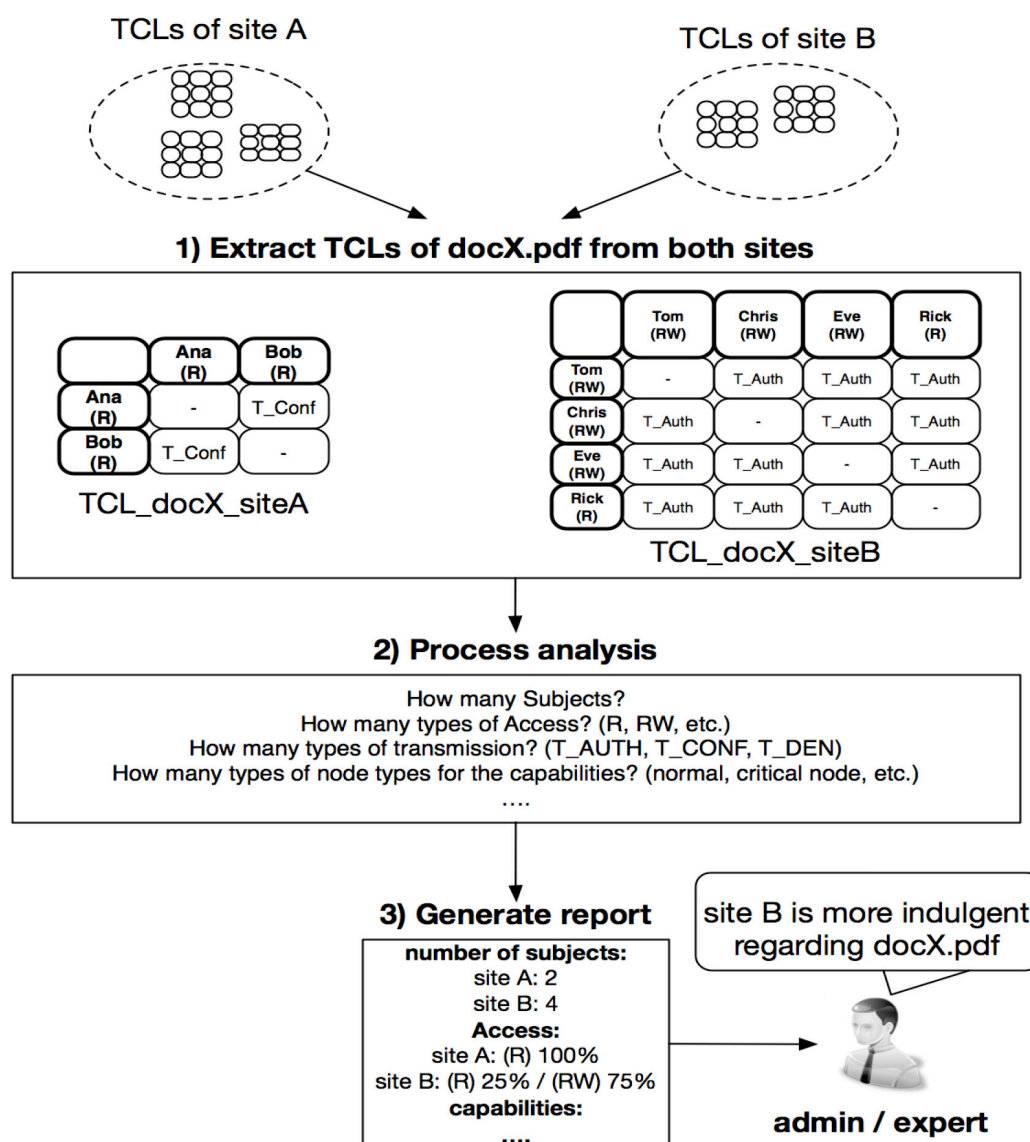 TCLs of site A
TCLs of site B
1) Extract TCLs of docX.pdf from both sites
Ana (R) Bob (R)
Ana (R) - T_Conf
Bob (R) T_Conf -
TCL_docX_siteA
Tom (RW) Chris (RW) Eve (RW) Rick (R)
Tom (RW) - T_Auth T_Auth T_Auth
Chris (RW) T_Auth - T_Auth T_Auth
Eve (RW) T_Auth T_Auth - T_Auth
Rick (R) T_Auth T_Auth T_Auth -
TCL_docX_siteB
2) Process analysis
How many Subjects?
How many types of Access? (R, RW, etc.)
How many types of transmission? (T_AUTH, T_CONF, T_DEN)
How many types of node types for the capabilities? (normal, critical node, etc.)
....
3) Generate report
number of subjects:
site A: 2
site B: 4
Access:
site A: (R) 100%
site B: (R) 25% / (RW) 75%
capabilities:
....
site B is more indulgent
regarding docX.pdf
admin / expert